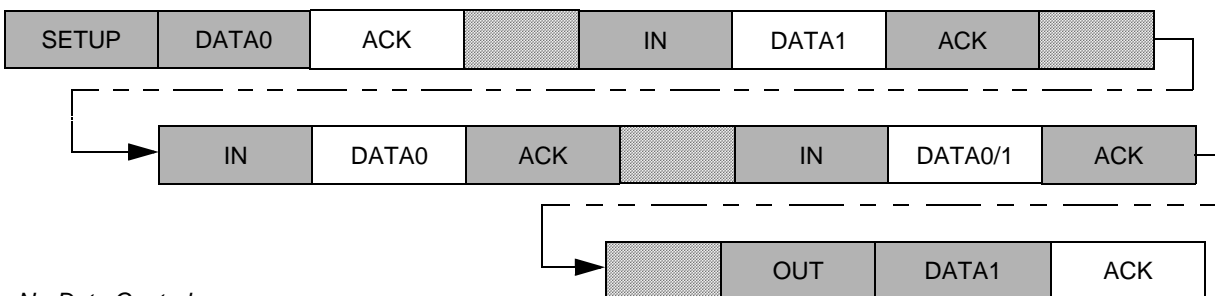 SETUP DATA0 ACK IN DATA1 ACK
IN DATA0 ACK IN DATA0/1 ACK
OUT DATA1 ACK